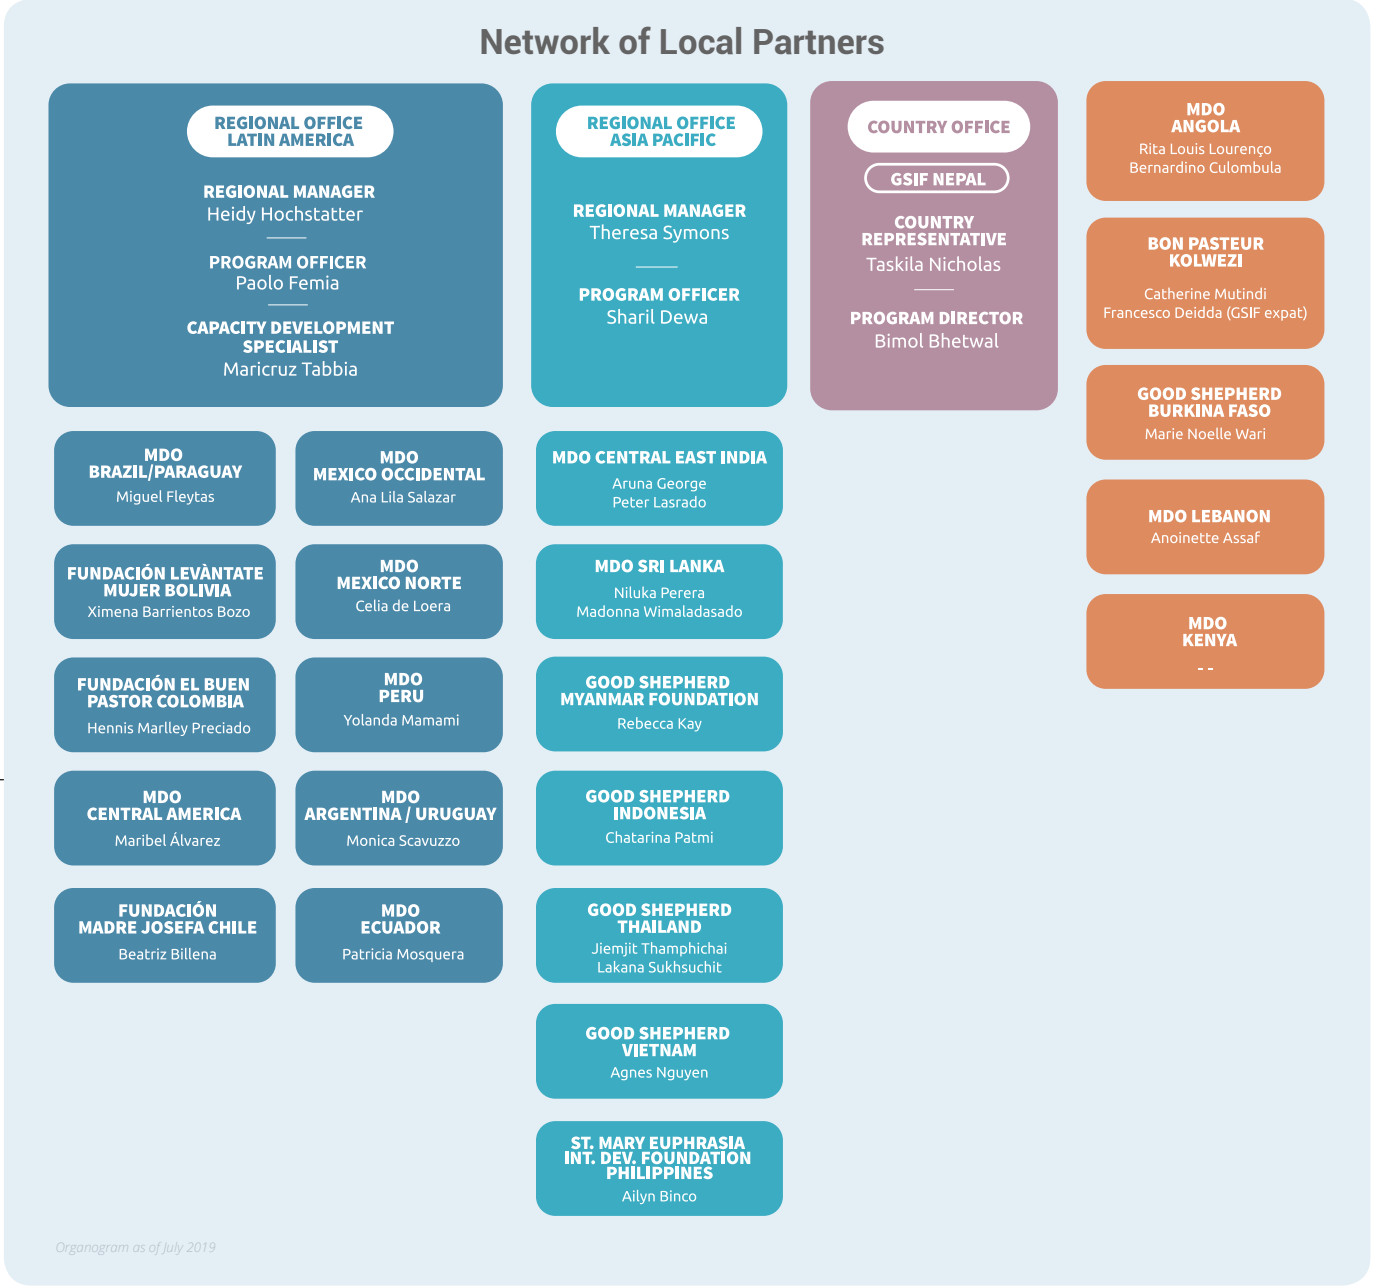 Network of Local Partners
REGIONAL OFFICE
LATIN AMERICA
REGIONAL MANAGER
Heidy Hochstatter
PROGRAM OFFICER
Paolo Femia
CAPACITY DEVELOPMENT
SPECIALIST
Maricruz Tabbia
MDO
BRAZIL/PARAGUAY
Miguel Fleytas
FUNDACIÓN LEVÀNTATE
MUJER BOLIVIA
Ximena Barrientos Bozo
FUNDACIÓN EL BUEN
PASTOR COLOMBIA
Hennis Marlley Preciado
MDO
CENTRAL AMERICA
Maribel Álvarez
FUNDACIÓN
MADRE JOSEFA CHILE
Beatriz Billena
MDO
MEXICO OCCIDENTAL
Ana Lila Salazar
MDO
MEXICO NORTE
Celia de Loera
MDO
PERU
Yolanda Mamami
MDO
ARGENTINA / URUGUAY
Monica Scavuzzo
MDO
ECUADOR
Patricia Mosquera
REGIONAL OFFICE
ASIA PACIFIC
REGIONAL MANAGER
Theresa Symons
PROGRAM OFFICER
Sharil Dewa
MDO CENTRAL EAST INDIA
Aruna George
Peter Lasrado
MDO SRI LANKA
Niluka Perera
Madonna Wimaladasado
GOOD SHEPHERD
MYANMAR FOUNDATION
Rebecca Kay
GOOD SHEPHERD
INDONESIA
Chatarina Patmi
GOOD SHEPHERD
THAILAND
Jiemjit Thamphichai
Lakana Sukhsuchit
GOOD SHEPHERD
VIETNAM
Agnes Nguyen
ST. MARY EUPHRASIA
INT. DEV. FOUNDATION
PHILIPPINES
Ailyn Binco
COUNTRY OFFICE
GSIF NEPAL
COUNTRY
REPRESENTATIVE
Taskila Nicholas
PROGRAM DIRECTOR
Bimol Bhetwal
MDO
ANGOLA
Rita Louis Lourenço
Bernardino Culombula
BON PASTEUR
KOLWEZI
Catherine Mutindi
Francesco Deidda (GSIF expat)
GOOD SHEPHERD
BURKINA FASO
Marie Noelle Wari
MDO LEBANON
Anoinette Assaf
MDO
KENYA
- -
Organogram as of July 2019